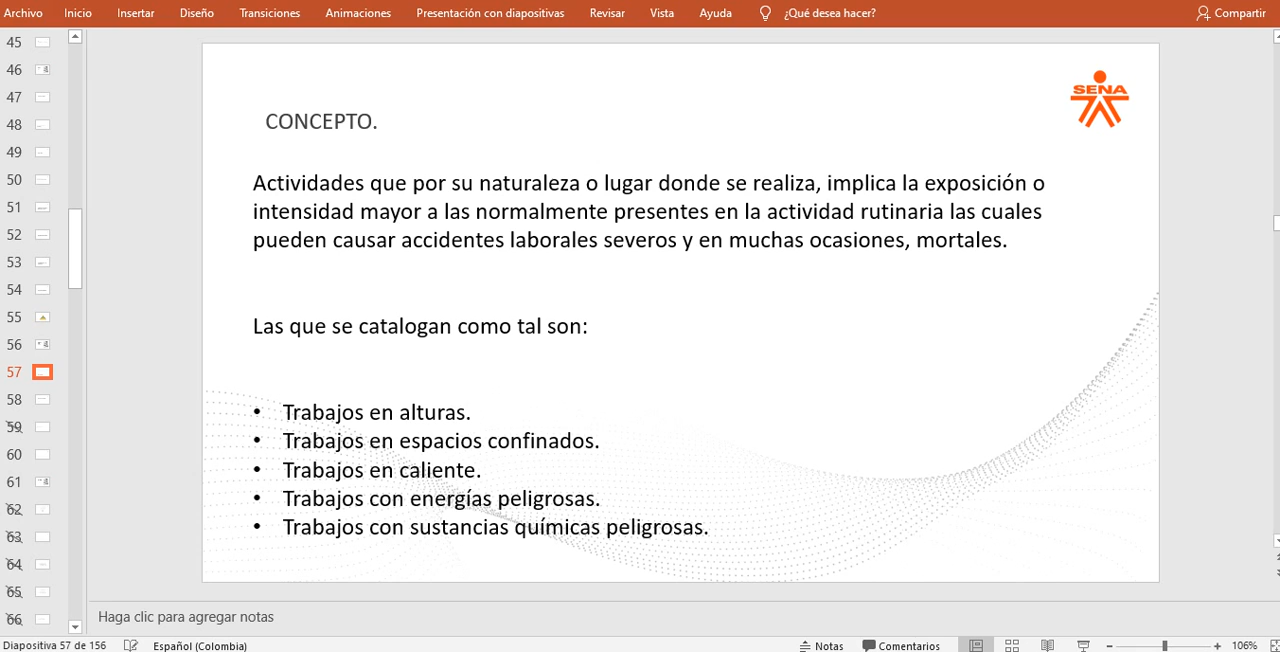 Archivo Inicio Insertar Diseño Transiciones Animaciones Presentación con diapositivas Revisar Vista Ayuda ¿Qué desea hacer? Compartir
45
46
47
48
49
50
51
52
53
54
55
56
57
58
59
60
61
62
63
64
65
66
SENA
CONCEPTO.
Actividades que por su naturaleza o lugar donde se realiza, implica la exposición o
intensidad mayor a las normalmente presentes en la actividad rutinaria las cuales
pueden causar accidentes laborales severos y en muchas ocasiones, mortales.
Las que se catalogan como tal son:
• Trabajos en alturas.
• Trabajos en espacios confinados.
• Trabajos en caliente.
• Trabajos con energías peligrosas.
• Trabajos con sustancias químicas peligrosas.
Haga clic para agregar notas
Diapositiva 57 de 156 Español (Colombia) Notas Comentarios 106%